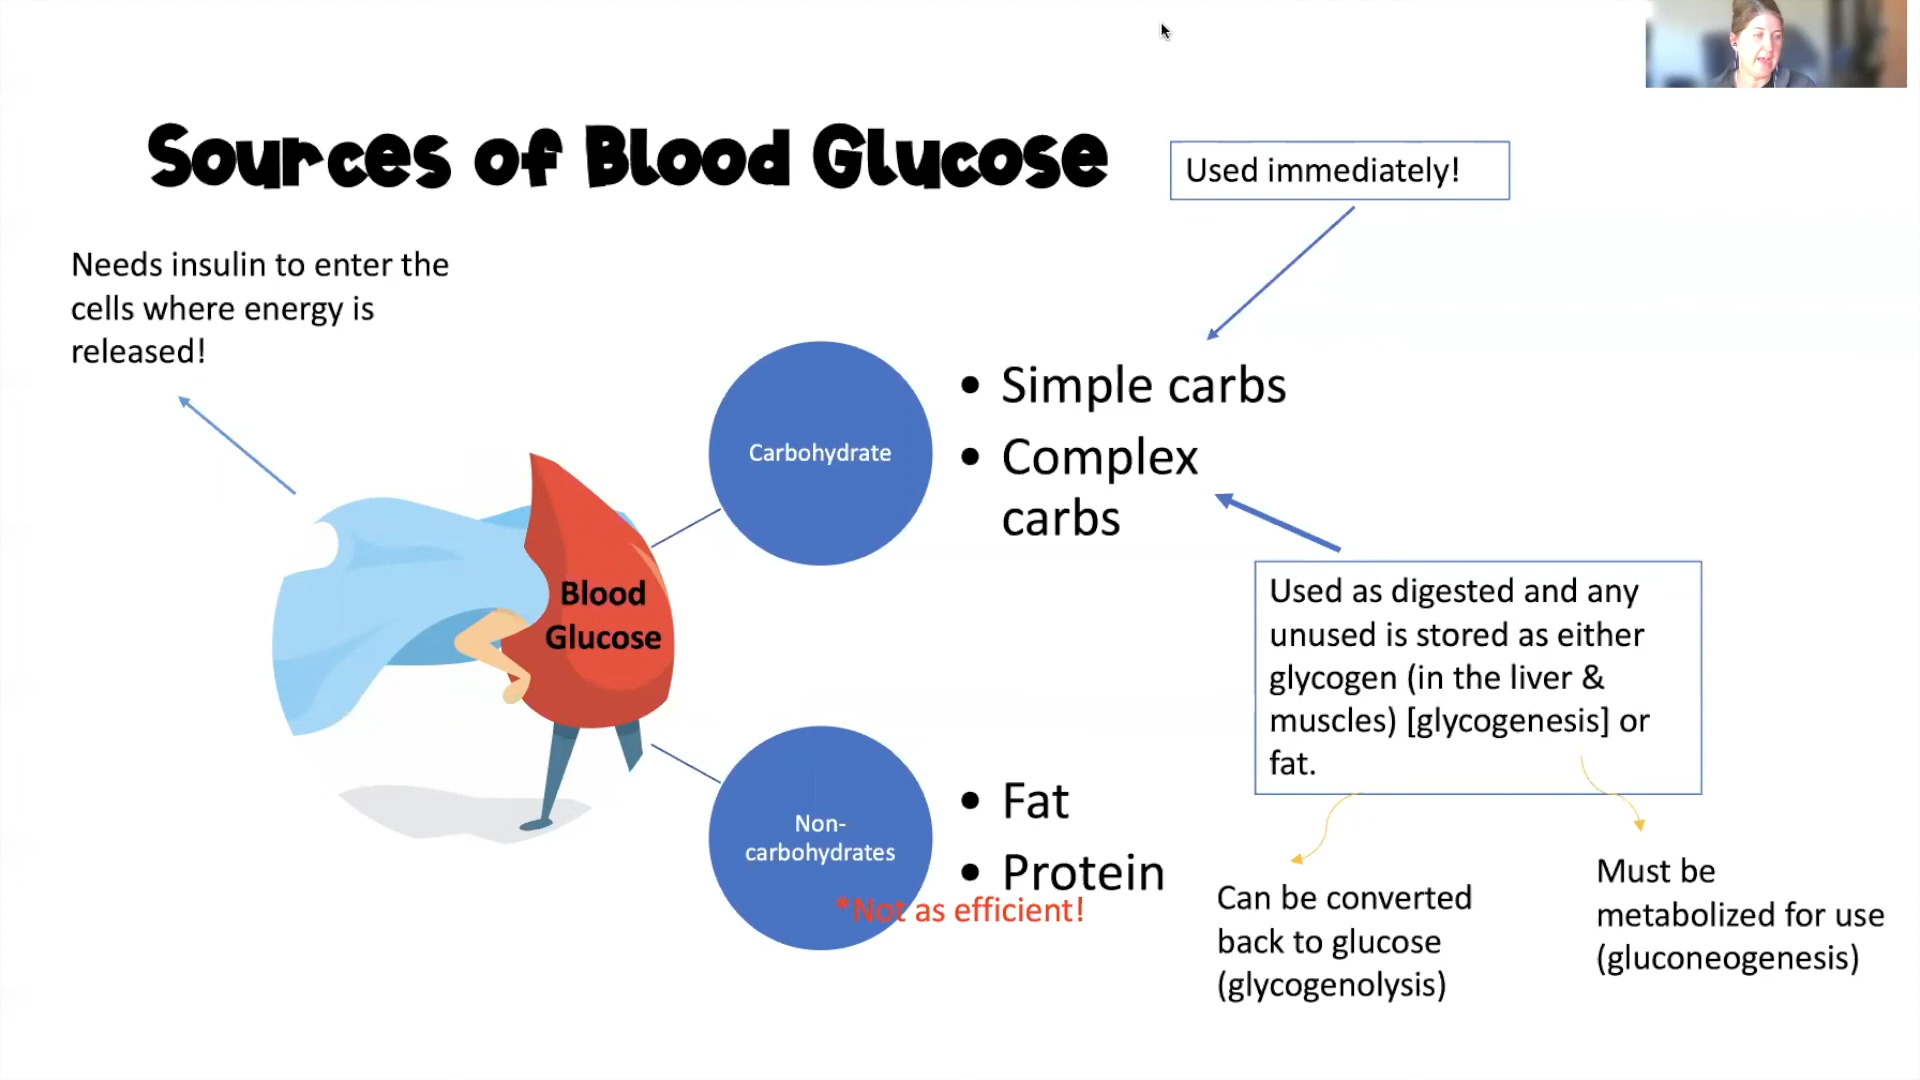 Sources of Blood Glucose
Used immediately!
Needs insulin to enter the
cells where energy is
released!
Carbohydrate
• Simple carbs
• Complex
carbs
Blood
Glucose
Used as digested and any
unused is stored as either
glycogen (in the liver &
muscles) [glycogenesis] or
fat.
Non-
carbohydrates
• Fat
• Protein
*Not as efficient!
Can be converted
back to glucose
(glycogenolysis)
Must be
metabolized for use
(gluconeogenesis)